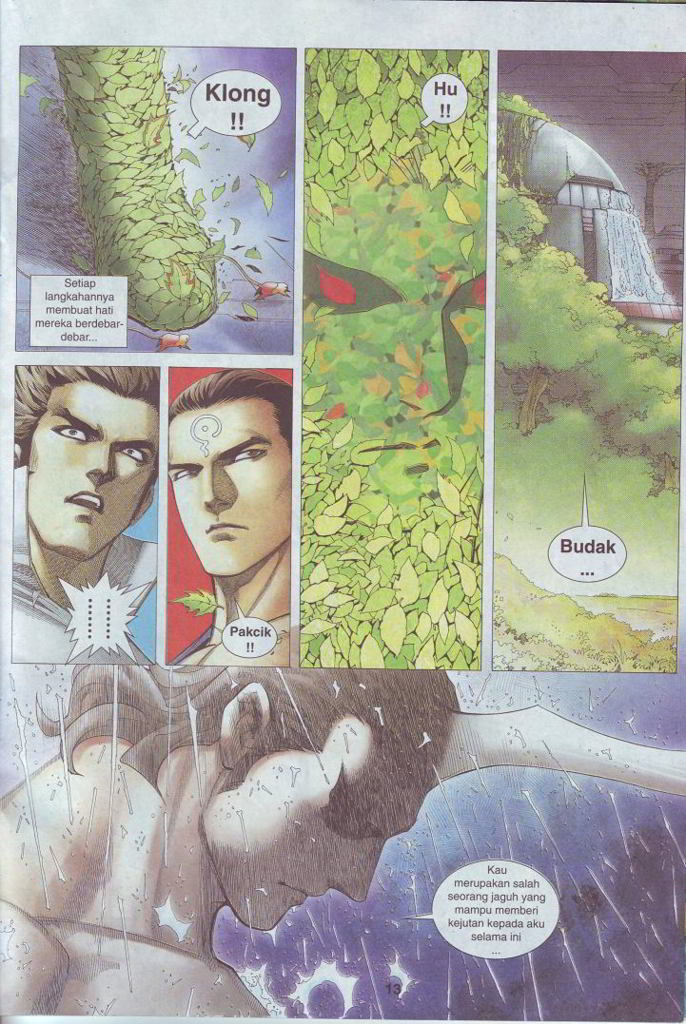 Klong
!!
Setiap
langkahannya
membuat hati
mereka berdebar-
debar...
Hu
!!
Budak
...
Pakcik
!!
Kau
merupakan salah
seorang jaguh yang
mampu memberi
kejutan kepada aku
selama ini
...
13